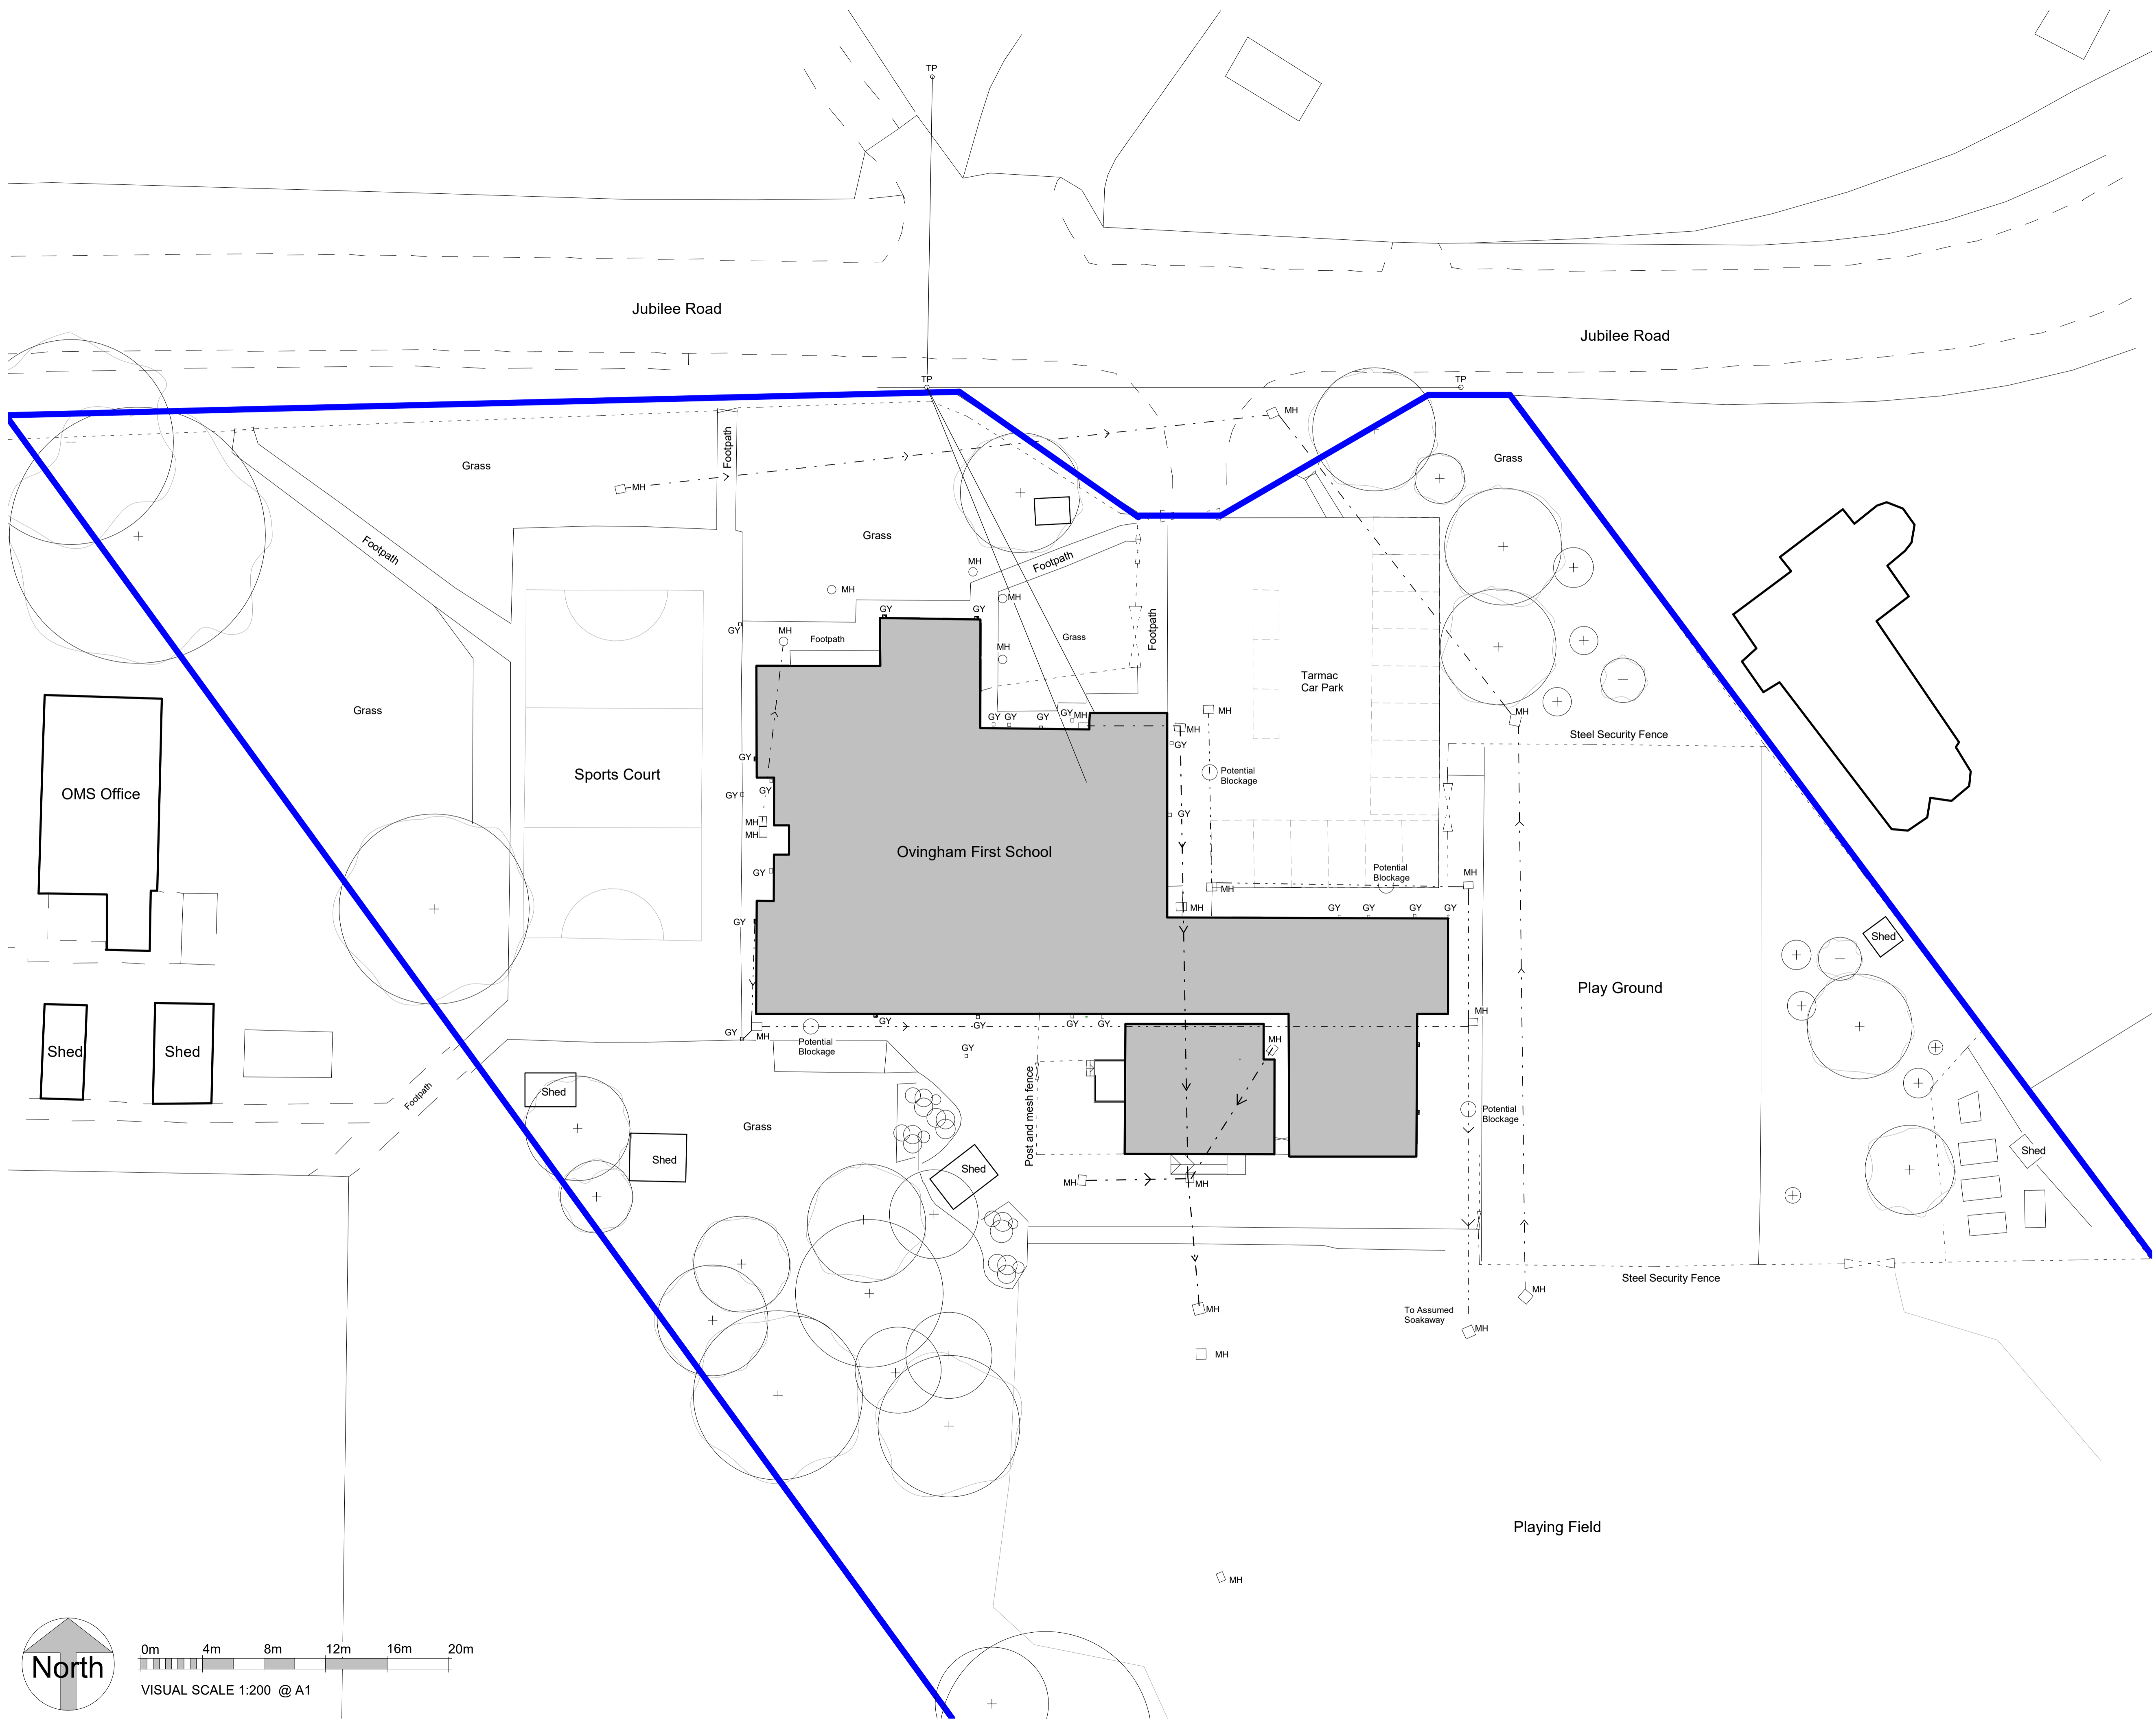 TP
Jubilee Road
Jubilee Road
TP
TP
MH
Footpath
Grass
Grass
MH
Grass
Footpath
Footpath
MH
MH
MH
GY
GY
GY
MH
Footpath
Grass
Footpath
MH
Tarmac
Car Park
Grass
GY
GY
GY
GY
MH
MH
GY
MH
MH
Steel Security Fence
GY
Sports Court
Potential
Blockage
OMS Office
GY
GY
MH
MH
GY
Ovingham First School
GY
Potential
Blockage
MH
MH
GY
MH
GY
GY
GY
GY
Shed
Play Ground
GY
MH
GY
GY
GY
GY
MH
Potential
Blockage
GY
MH
Shed
Shed
Footpath
Shed
Post and mesh fence
Potential
Blockage
Grass
Shed
Shed
Shed
MH
MH
Steel Security Fence
MH
MH
To Assumed
Soakaway
MH
MH
Playing Field
MH
North
0m 4m 8m 12m 16m 20m
VISUAL SCALE 1:200 @ A1